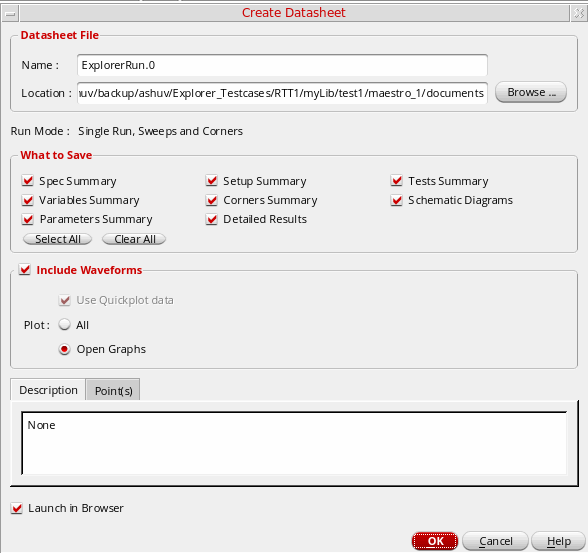 Create Datasheet
Datasheet File
Name : ExplorerRun.0
Location : ıuv/backup/ashuv/Explorer_Testcases/RTT1/myLib/test1/maestro_1/documents Browse ...
Run Mode : Single Run, Sweeps and Corners
What to Save
Spec Summary Setup Summary Tests Summary
Variables Summary Corners Summary Schematic Diagrams
Parameters Summary Detailed Results
Select All Clear All
Include Waveforms
Use Quickplot data
Plot : All
Open Graphs
Description Point(s)
None
Launch in Browser
OK Cancel Help